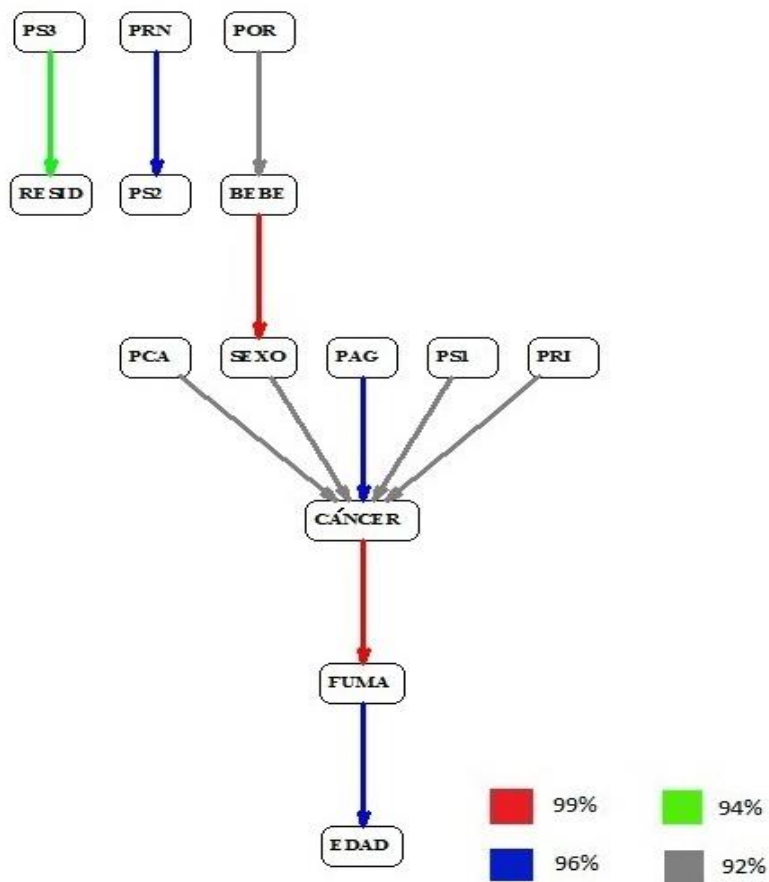 PS3 PRN POR
RESID PS2 BEBE
PCA SEXO PAG PS1 PRI
CÁNCER
FUMA
EDAD
99% 94%
96% 92%